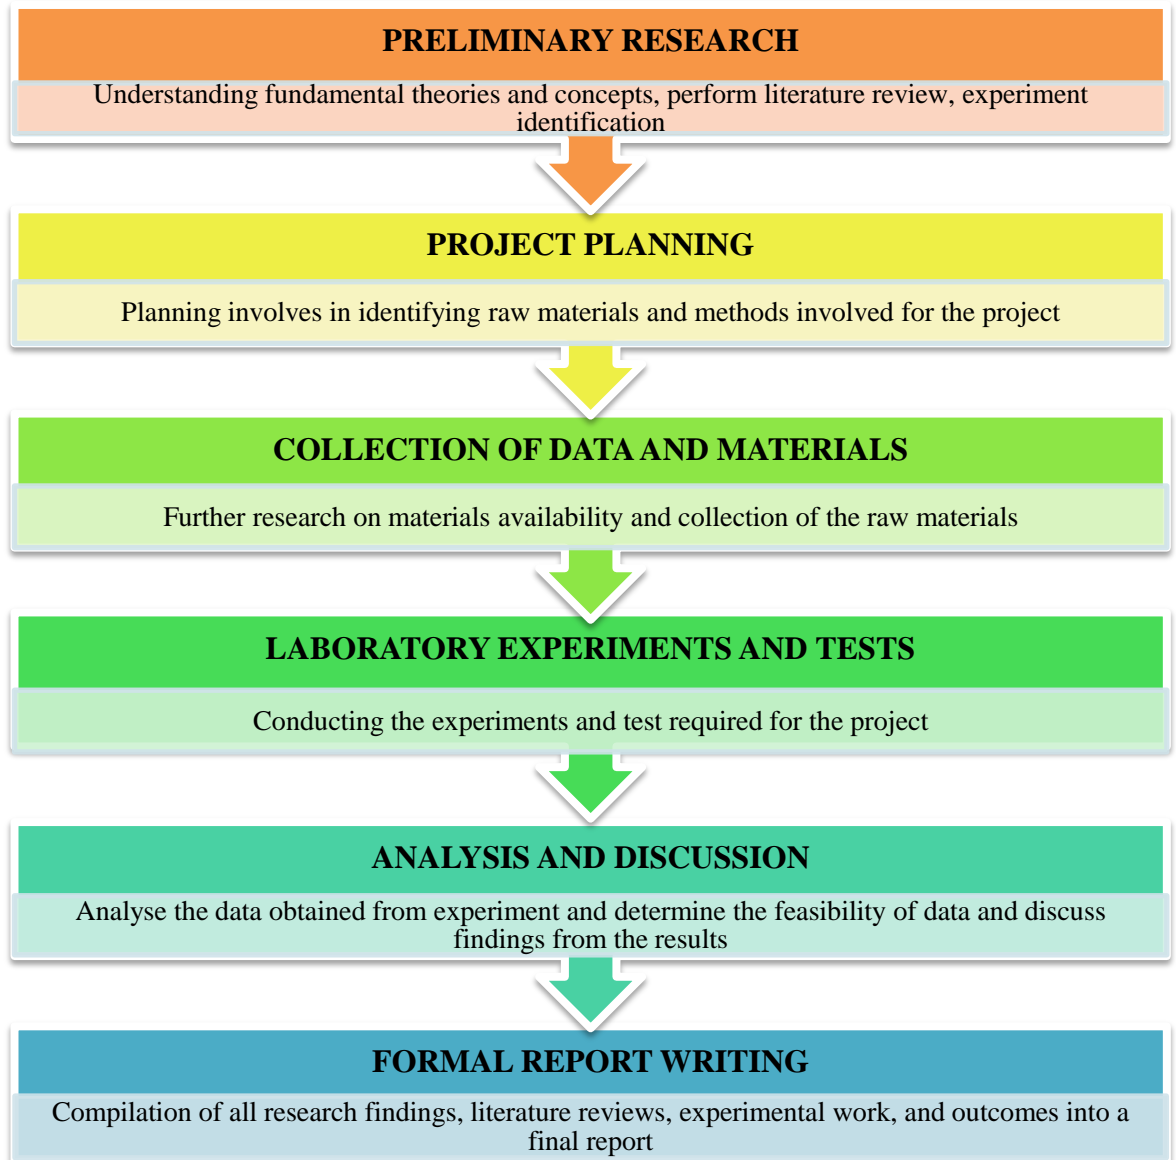 PRELIMINARY RESEARCH
Understanding fundamental theories and concepts, perform literature review, experiment
identification
PROJECT PLANNING
Planning involves in identifying raw materials and methods involved for the project
COLLECTION OF DATA AND MATERIALS
Further research on materials availability and collection of the raw materials
LABORATORY EXPERIMENTS AND TESTS
Conducting the experiments and test required for the project
ANALYSIS AND DISCUSSION
Analyse the data obtained from experiment and determine the feasibility of data and discuss
findings from the results
FORMAL REPORT WRITING
Compilation of all research findings, literature reviews, experimental work, and outcomes into a
final report